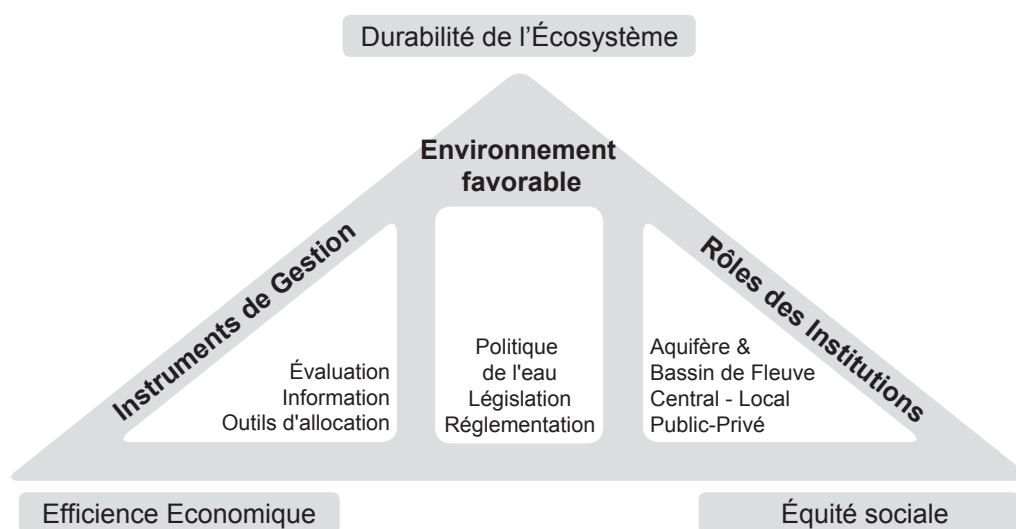 Durabilité de l'Écosystème
Environnement
favorable
Instruments de Gestion
Rôles des Institutions
Évaluation
Information
Outils d'allocation
Politique
de l'eau
Législation
Réglementation
Aquifère &
Bassin de Fleuve
Central - Local
Public-Privé
Efficience Economique
Équité sociale